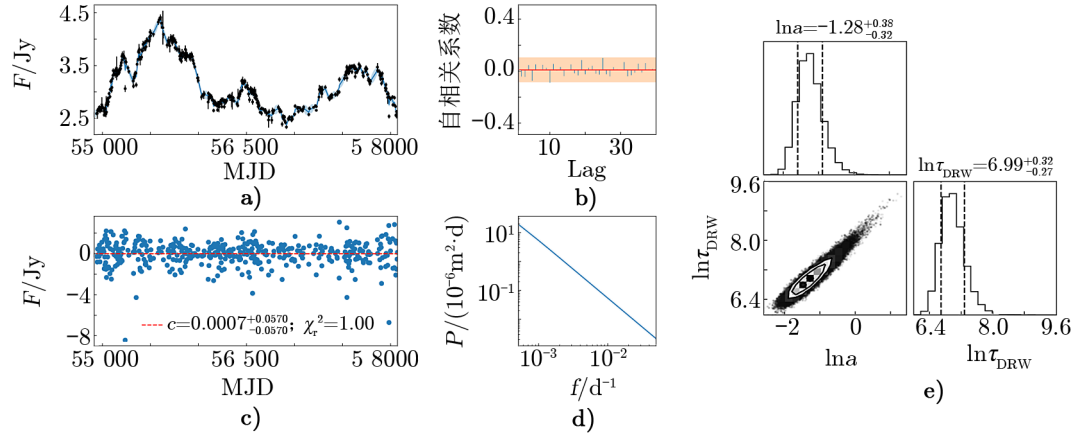 F/Jy
4.5
3.5
2.5
55 000
56 500
5 8000
MJD
a)
自相关系数
0.4
0.0
−0.4
10
30
Lag
b)
F/Jy
0
−4
−8
c=0.0007+0.0570−0.0570; χr2=1.00
55 000
56 500
5 8000
MJD
c)
P/(10−6m2·d)
101
10−1
10−3
10−2
f/d−1
d)
lna=−1.28+0.38−0.32
lnτDRW=6.99+0.32−0.27
lnτDRW
9.6
8.0
6.4
−2
0
lna
6.4
8.0
9.6
lnτDRW
e)